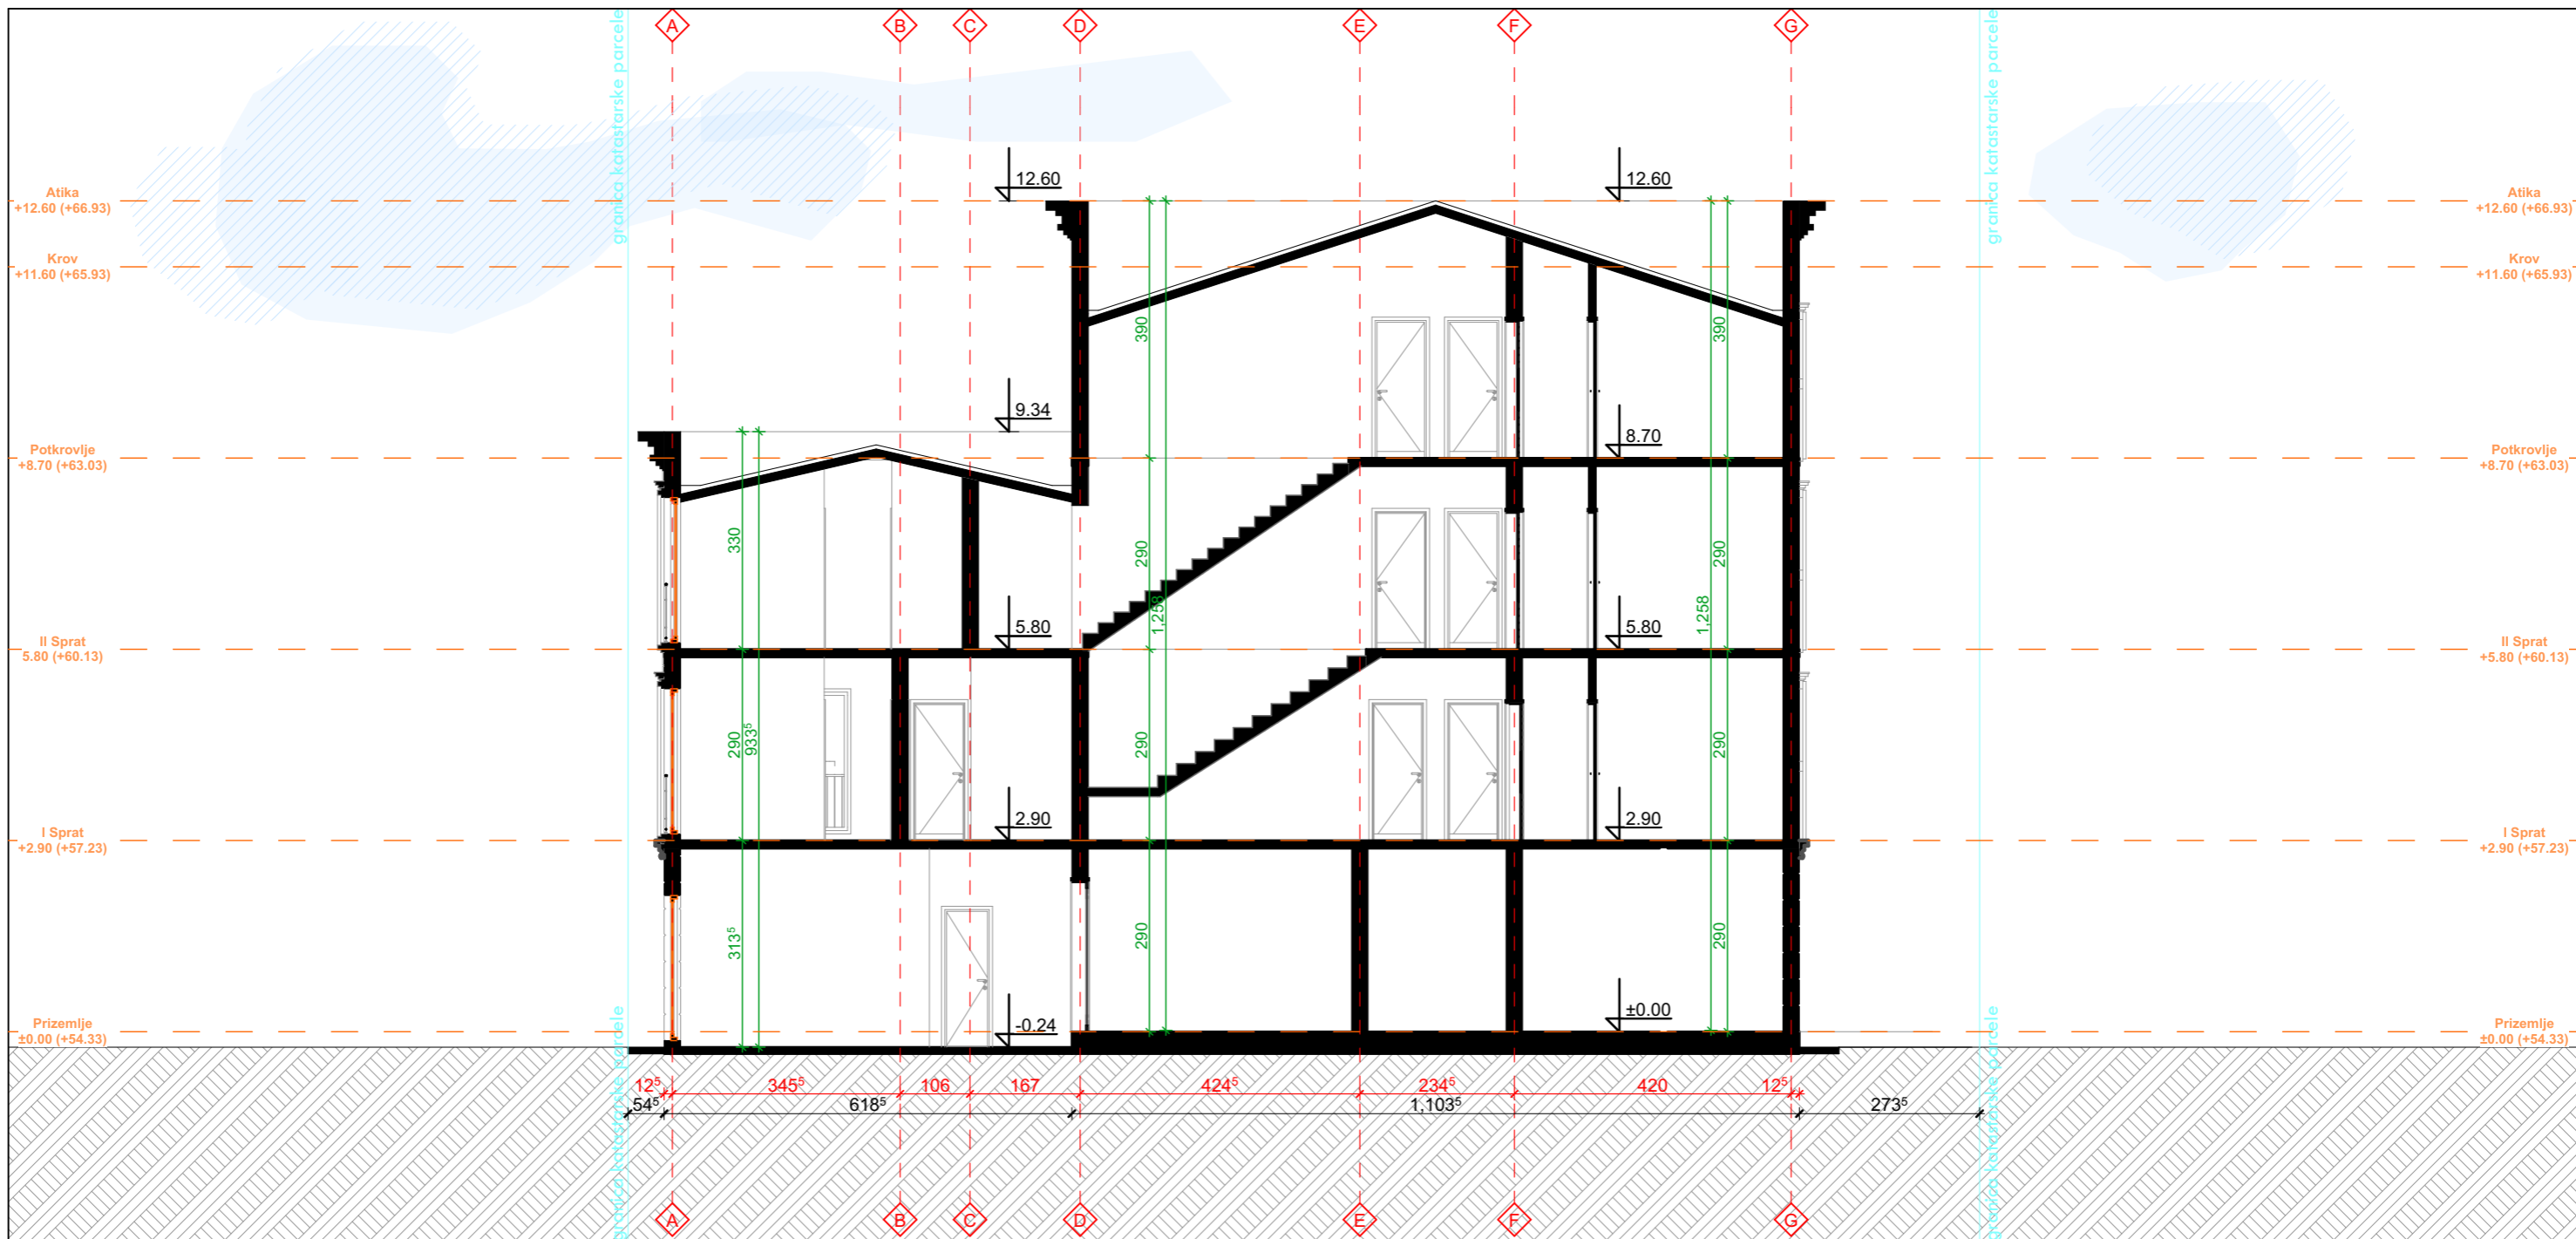 A
B
C
D
E
F
G
granica katastarske parcele
granica katastarske parcele
12.60
12.60
Atika
+12.60 (+66.93)
Atika
+12.60 (+66.93)
Krov
+11.60 (+65.93)
Krov
+11.60 (+65.93)
390
390
9.34
8.70
Potkrovlje
+8.70 (+63.03)
Potkrovlje
+8.70 (+63.03)
330
290
290
1,258
1,258
5.80
5.80
II Sprat
5.80 (+60.13)
II Sprat
+5.80 (+60.13)
290
933⁵
290
290
2.90
2.90
I Sprat
+2.90 (+57.23)
I Sprat
+2.90 (+57.23)
313⁵
290
290
-0.24
±0.00
Prizemlje
±0.00 (+54.33)
Prizemlje
±0.00 (+54.33)
granica katastarske parcele
granica katastarske parcele
12⁵
345⁵
106
167
424⁵
234⁵
420
12⁵
54⁵
618⁵
1,103⁵
273⁵
A
B
C
D
E
F
G